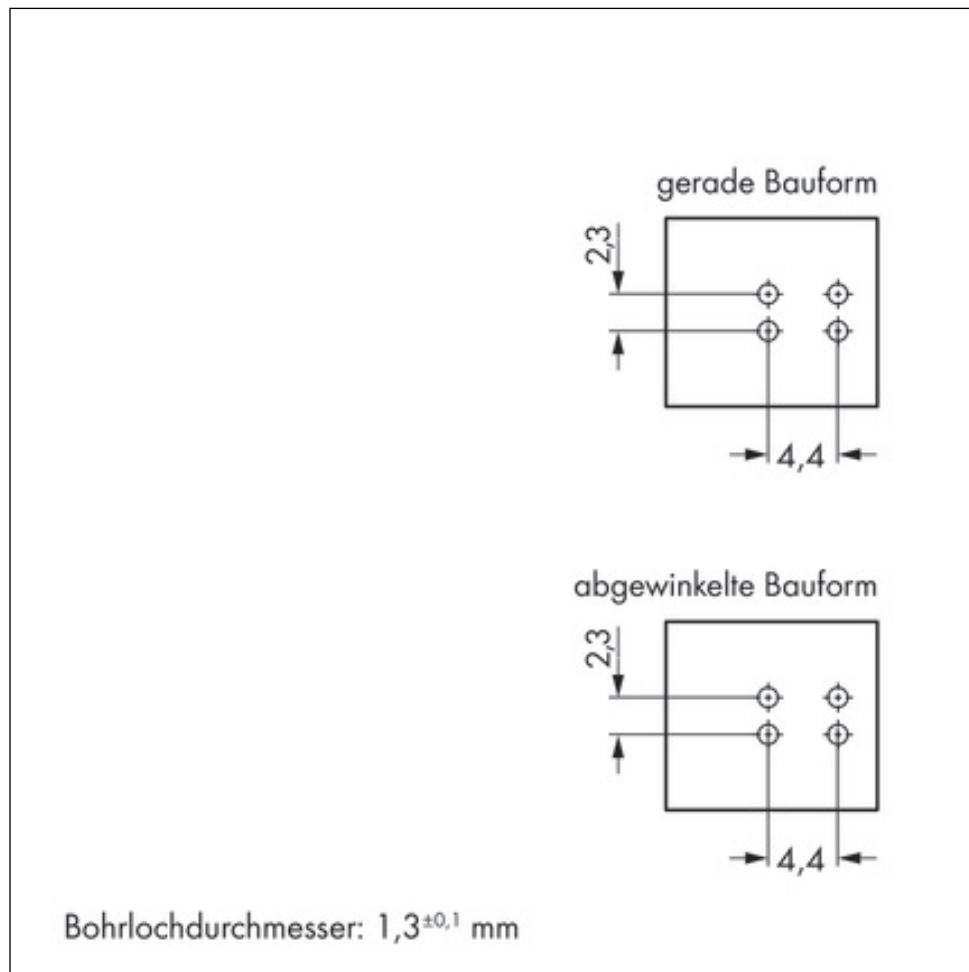 gerade Bauform
2,3
4,4
abgewinkelte Bauform
2,3
4,4
Bohrlochdurchmesser: 1,3±0,1 mm